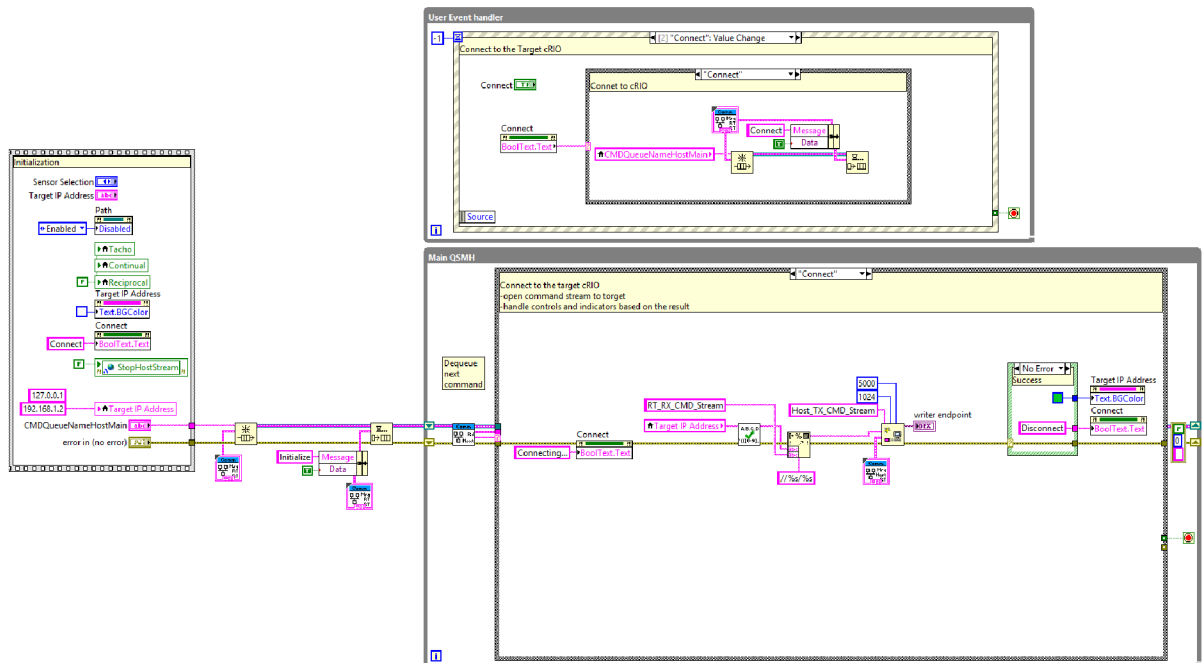 User Event handler
[2] "Connect": Value Change
-1
Connect to the Target cRIO
"Connect"
Connet to cRIO
Connect
TF
Connect
Message
Data
T
Connect
BoolText.Text
CMDQueueNameHostMain
Source
i
Initialization
Sensor Selection
Target IP Address
abc
Path
Enabled
Disabled
Tacho
Continual
F
Reciprocal
Target IP Address
Text.BGColor
Connect
Connect
BoolText.Text
F
StopHostStream
127.0.0.1
192.168.1.2
Target IP Address
CMDQueueNameHostMain
abc
error in (no error)
Initialize
Message
Data
T
Main QSMH
"Connect"
Connect to the target cRIO
-open command stream to torget
-handle controls and indicators based on the result
Dequeue
next
command
Connect
Connecting...
BoolText.Text
RT_RX_CMD_Stream
Target IP Address
//%s/%s
5000
1024
Host_TX_CMD_Stream
writer endpoint
No Error
Success
Target IP Address
Text.BGColor
Connect
Disconnect
BoolText.Text
F
0
i